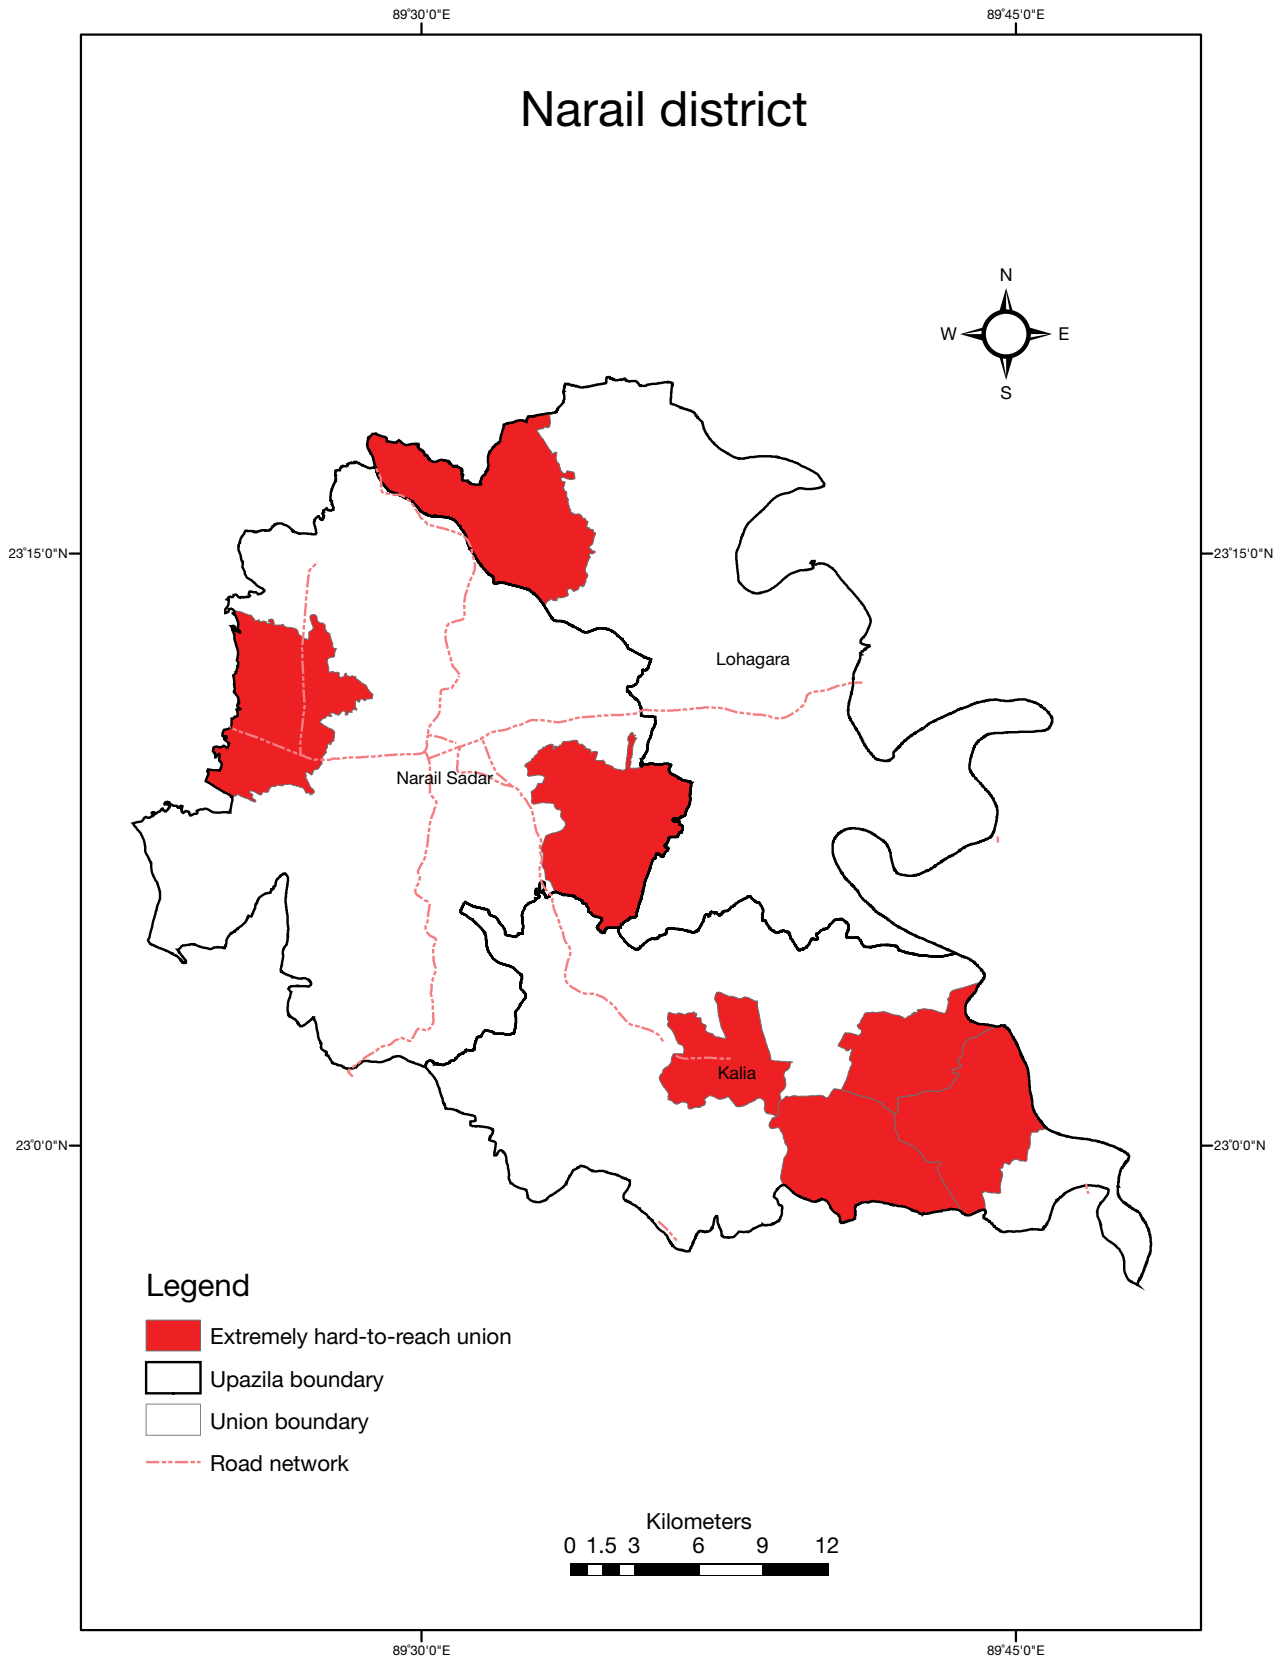 89°30'0"E 89°45'0"E
Narail district
N
W E
S
23°15'0"N 23°15'0"N
Lohagara
Narail Sadar
Kalia
23°0'0"N 23°0'0"N
Legend
Extremely hard-to-reach union
Upazila boundary
Union boundary
Road network
Kilometers
0 1.5 3 6 9 12
89°30'0"E 89°45'0"E